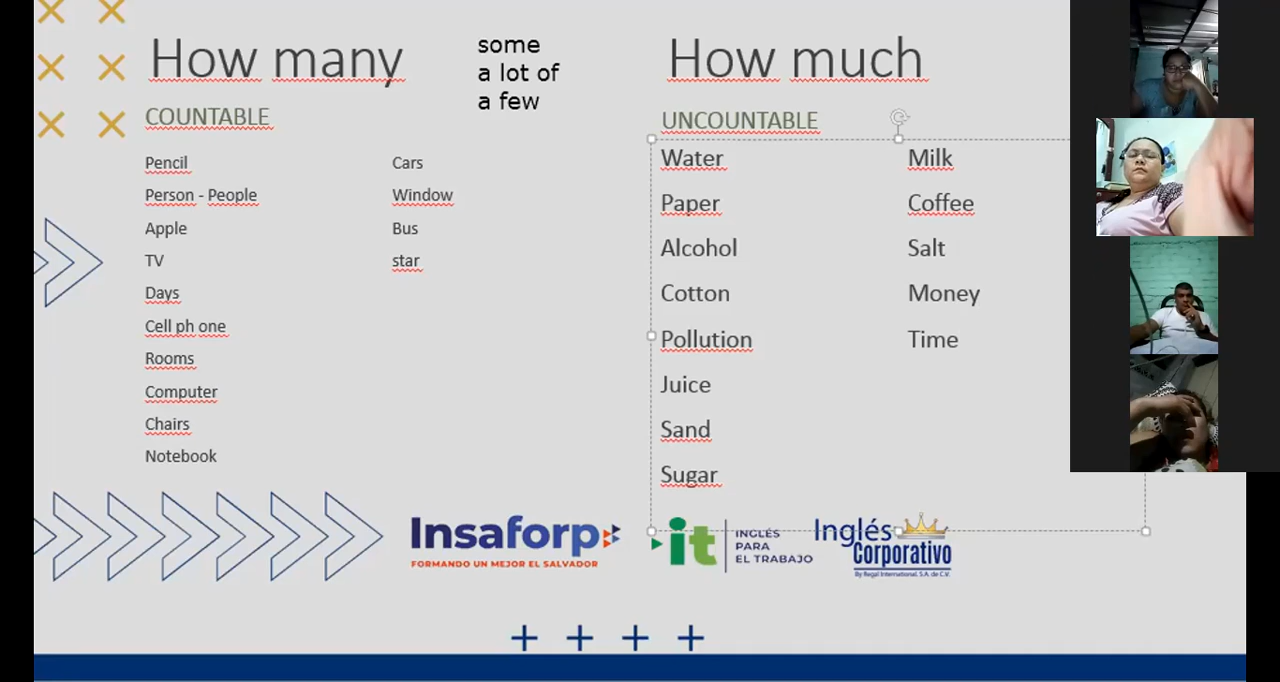 How many
COUNTABLE
Pencil
Person - People
Apple
TV
Days
Cell ph one
Rooms
Computer
Chairs
Notebook
Cars
Window
Bus
star
some
a lot of
a few
How much
UNCOUNTABLE
Water
Paper
Alcohol
Cotton
Pollution
Juice
Sand
Sugar
Milk
Coffee
Salt
Money
Time
Insaforp
FORMANDO UN MEJOR EL SALVADOR
it
INGLÉS
PARA
EL TRABAJO
Inglés
Corporativo
By Regal International, S.A. de C.V.